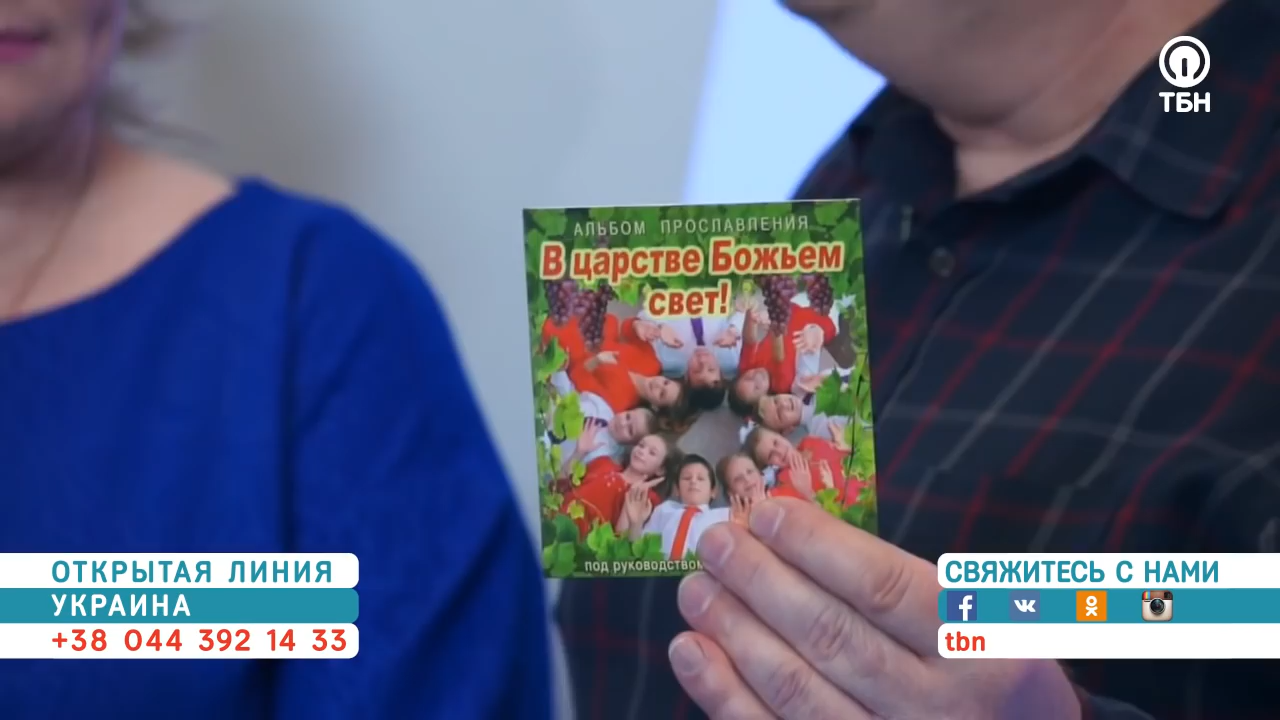 ТБН
АЛЬБОМ ПРОСЛАВЛЕНИЯ
В царстве Божьем
свет!
под руководством
ОТКРЫТАЯ ЛИНИЯ
УКРАИНА
+38 044 392 14 33
СВЯЖИТЕСЬ С НАМИ
tbn